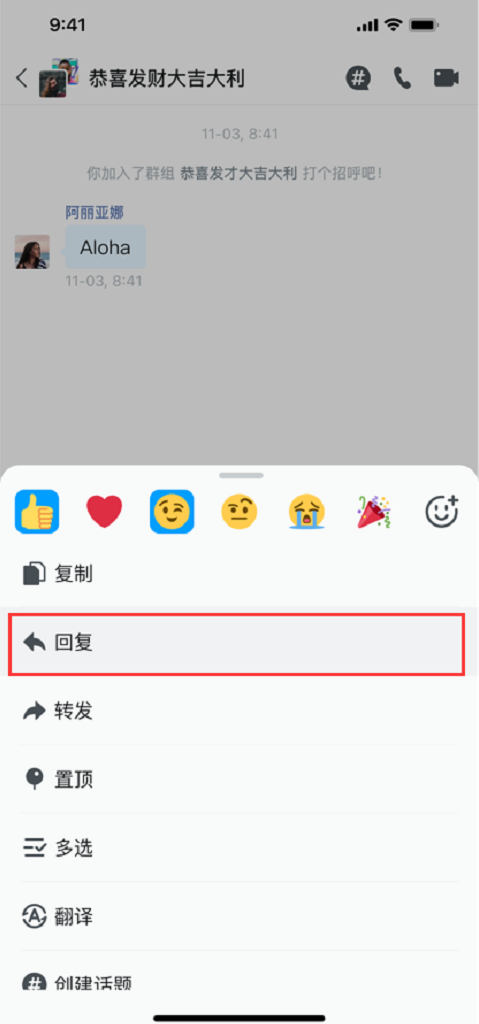 9:41
恭喜发财大吉大利
11-03, 8:41
你加入了群组 恭喜发才大吉大利 打个招呼吧!
阿丽亚娜
Aloha
11-03, 8:41
复制
回复
转发
置顶
多选
翻译
创建话题